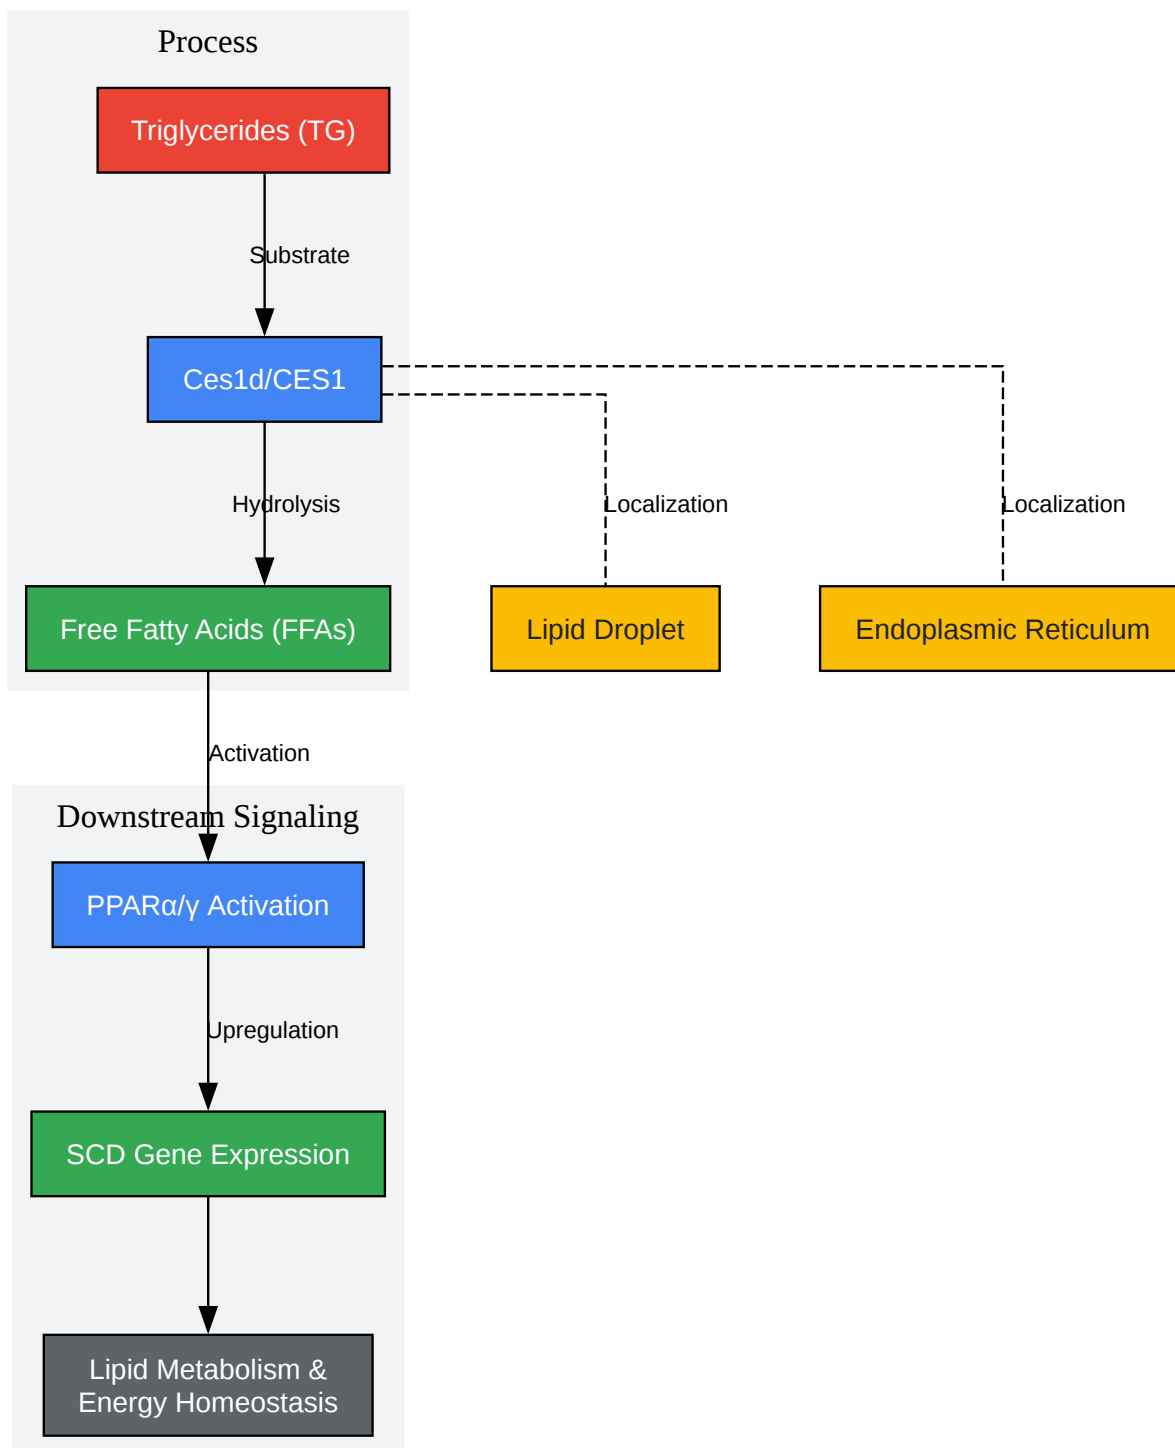 Process
Triglycerides (TG)
Substrate
Ces1d/CES1
Hydrolysis
Localization
Localization
Free Fatty Acids (FFAs)
Lipid Droplet
Endoplasmic Reticulum
Activation
Downstream Signaling
PPARα/γ Activation
Upregulation
SCD Gene Expression
Lipid Metabolism &
Energy Homeostasis